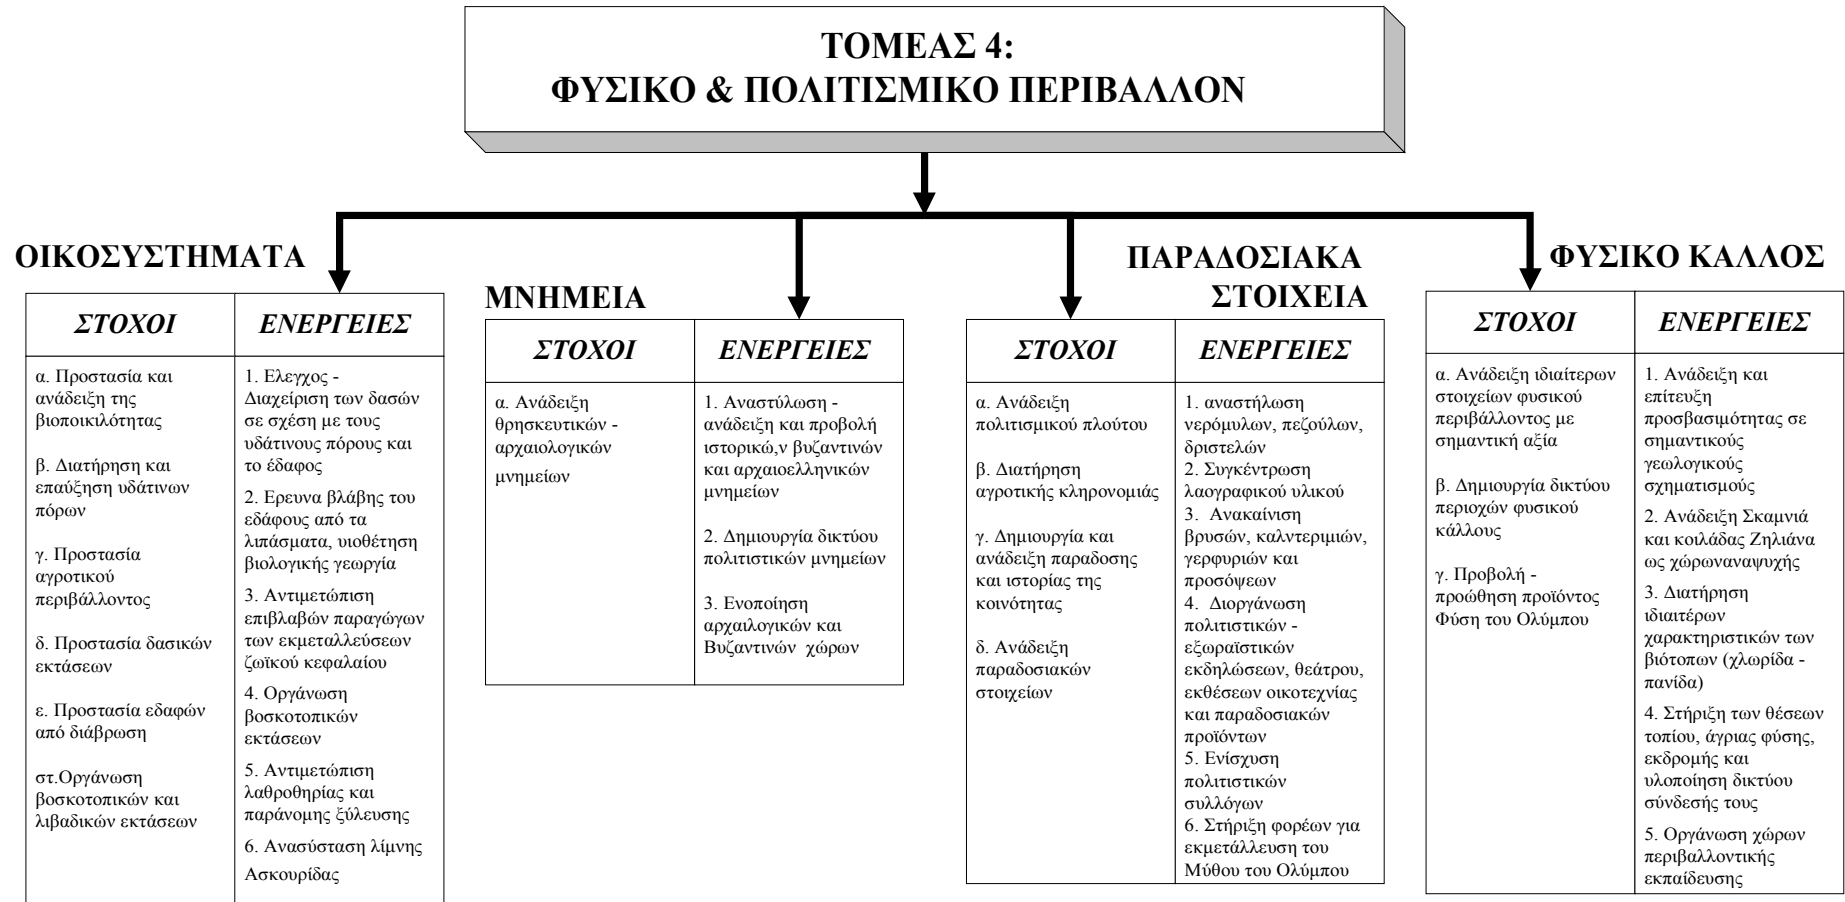 ΤΟΜΕΑΣ 4:
ΦΥΣΙΚΟ & ΠΟΛΙΤΙΣΜΙΚΟ ΠΕΡΙΒΑΛΛΟΝ
ΟΙΚΟΣΥΣΤΗΜΑΤΑ
ΣΤΟΧΟΙ
α. Προστασία και
ανάδειξη της
βιοποικιλότητας
β. Διατήρηση και
επαύξηση υδάτινων
πόρων
γ. Προστασία
αγροτικού
περιβάλλοντος
δ. Προστασία δασικών
εκτάσεων
ε. Προστασία εδαφών
από διάβρωση
στ.Οργάνωση
βοσκοτοπικών και
λιβαδικών εκτάσεων
ΕΝΕΡΓΕΙΕΣ
1. Ελεγχος -
Διαχείριση των δασών
σε σχέση με τους
υδάτινους πόρους και
το έδαφος
2. Ερευνα βλάβης του
εδάφους από τα
λιπάσματα, υιοθέτηση
βιολογικής γεωργία
3. Αντιμετώπιση
επιβλαβών παραγώγων
των εκμεταλλεύσεων
ζωϊκού κεφαλαίου
4. Οργάνωση
βοσκοτοπικών
εκτάσεων
5. Αντιμετώπιση
λαθροθηρίας και
παράνομης ξύλευσης
6. Ανασύσταση λίμνης
Ασκουρίδας
ΜΝΗΜΕΙΑ
ΣΤΟΧΟΙ
α. Ανάδειξη
θρησκευτικών -
αρχαιολογικών
μνημείων
ΕΝΕΡΓΕΙΕΣ
1. Αναστύλωση -
ανάδειξη και προβολή
ιστορικό,ν βυζαντινών
και αρχαιοελληνικών
μνημείων
2. Δημιουργία δικτύου
πολιτιστικών μνημείων
3. Ενοποίηση
αρχαιλογικών και
Βυζαντινών χώρων
ΠΑΡΑΔΟΣΙΑΚΑ
ΣΤΟΙΧΕΙΑ
ΣΤΟΧΟΙ
α. Ανάδειξη
πολιτισμικού πλούτου
β. Διατήρηση
αγροτικής κληρονομιάς
γ. Δημιουργία και
ανάδειξη παραδοσης
και ιστορίας της
κοινότητας
δ. Ανάδειξη
παραδοσιακών
στοιχείων
ΕΝΕΡΓΕΙΕΣ
1. αναστήλωση
νερόμυλων, πεζούλων,
δριστελών
2. Συγκέντρωση
λαογραφικού υλικού
3. Ανακαίνιση
βρυσών, καλντεριμιών,
γερφυριών και
προσόψεων
4. Διοργάνωση
πολιτιστικών -
εξωραϊστικών
εκδηλώσεων, θεάτρου,
εκθέσεων οικοτεχνίας
και παραδοσιακών
προϊόντων
5. Ενίσχυση
πολιτιστικών
συλλόγων
6. Στήριξη φορέων για
εκμετάλλευση του
Μύθου του Ολύμπου
ΦΥΣΙΚΟ ΚΑΛΛΟΣ
ΣΤΟΧΟΙ
α. Ανάδειξη ιδιαίτερων
στοιχείων φυσικού
περιβάλλοντος με
σημαντική αξία
β. Δημιουργία δικτύου
περιοχών φυσικού
κάλλους
γ. Προβολή -
προώθηση προϊόντος
Φύση του Ολύμπου
ΕΝΕΡΓΕΙΕΣ
1. Ανάδειξη και
επίτευξη
προσβασιμότητας σε
σημαντικούς
γεωλογικούς
σχηματισμούς
2. Ανάδειξη Σκαμνιά
και κοιλάδας Ζηλιάνα
ως χώρωναναψυχής
3. Διατήρηση
ιδιαιτέρων
χαρακτηριστικών των
βιότοπων (χλωρίδα -
πανίδα)
4. Στήριξη των θέσεων
τοπίου, άγριας φύσης,
εκδρομής και
υλοποίηση δικτύου
σύνδεσής τους
5. Οργάνωση χώρων
περιβαλλοντικής
εκπαίδευσης